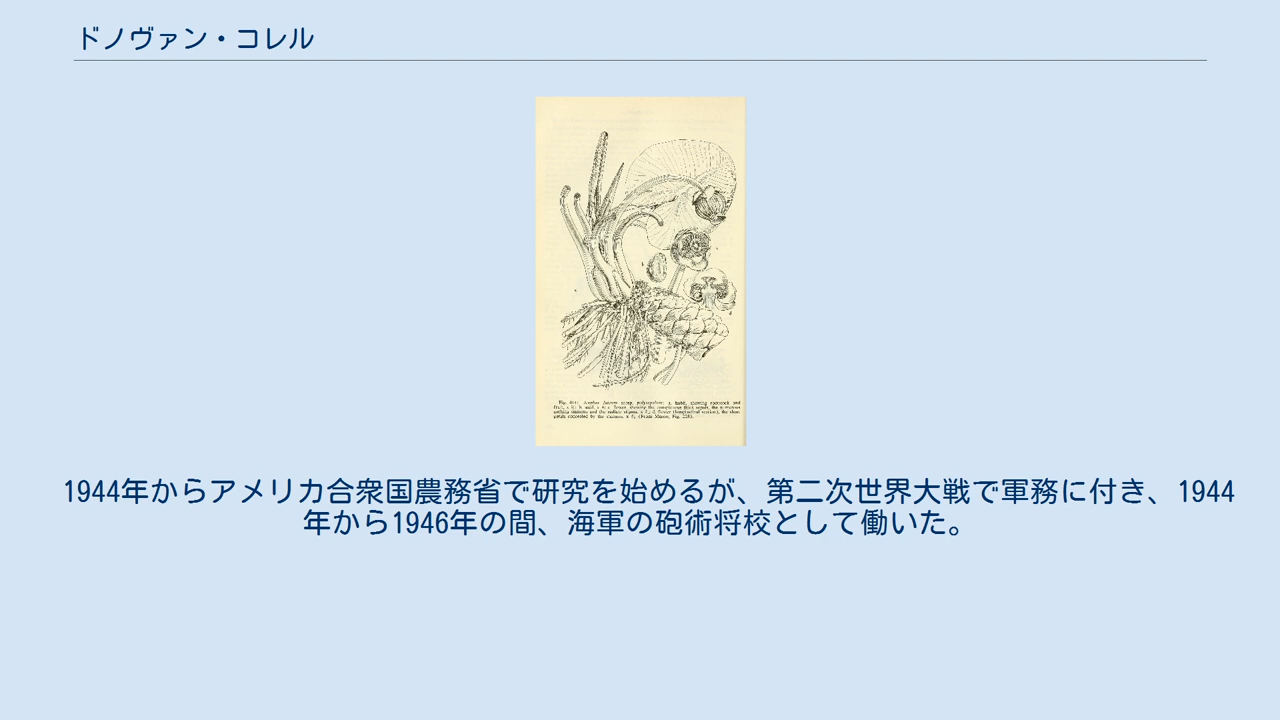 ドノヴァン・コレル
1944年からアメリカ合衆国農務省で研究を始めるが、第二次世界大戦で軍務に付き、1944
年から1946年の間、海軍の砲術将校として働いた。